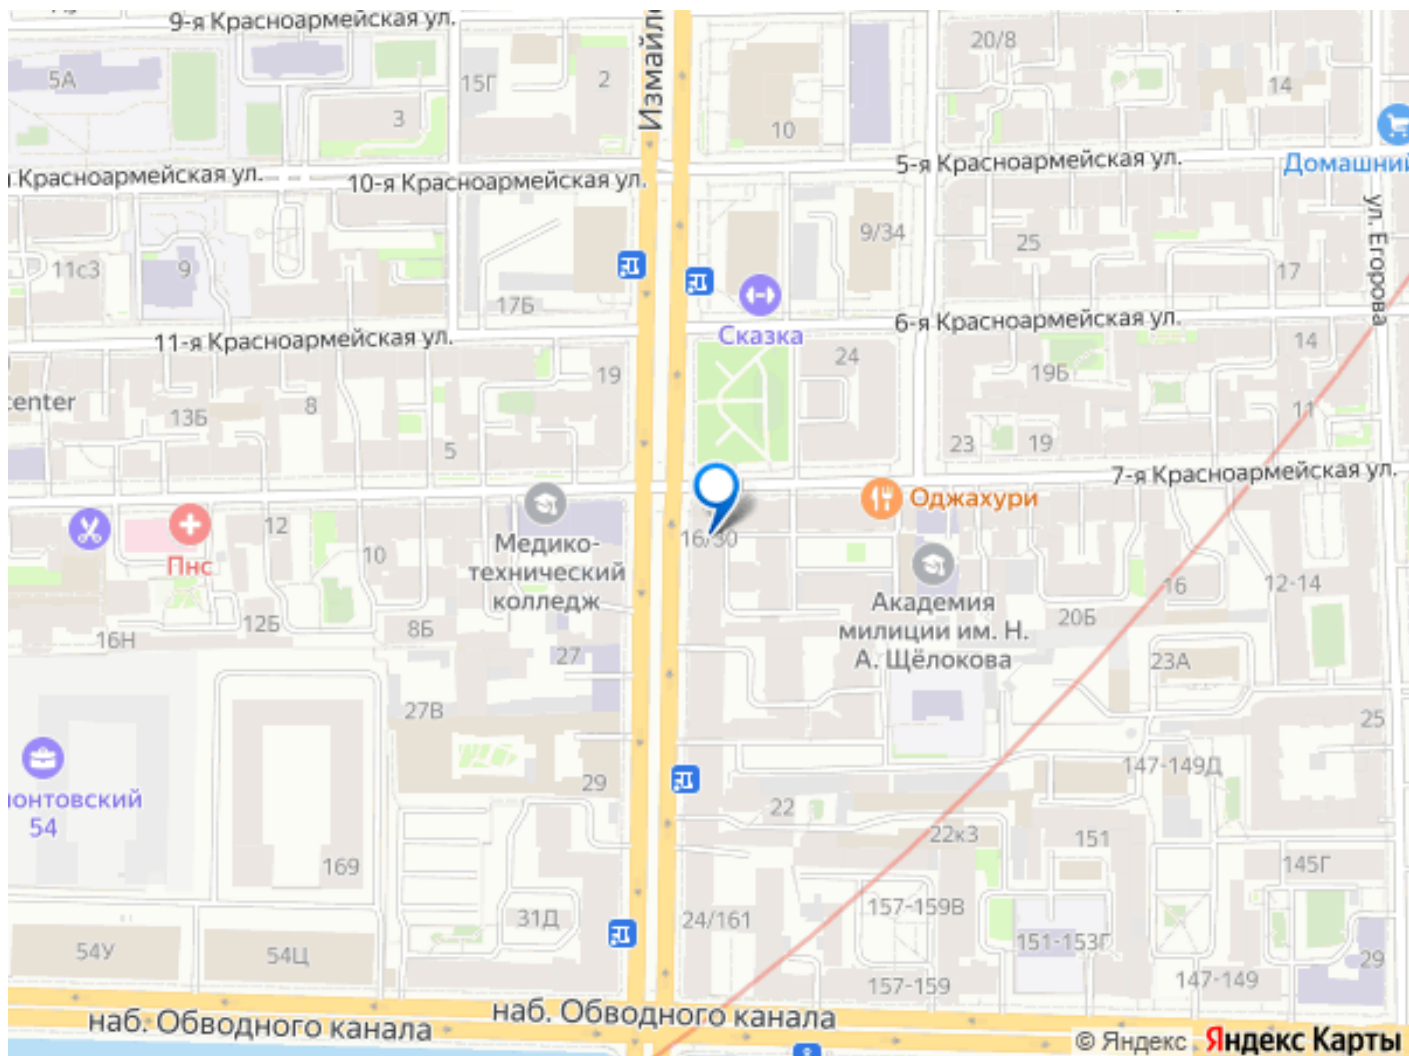 9-я Красноармейская ул.
Измайло
20/8
5А
15Г
2
14
3
10
5-я Красноармейская ул.
Домашний
я Красноармейская ул.
10-я Красноармейская ул.
ул. Егорова
9/34
25
17
11с3
9
17Б
Сказка
6-я Красноармейская ул.
11-я Красноармейская ул.
14
24
19
19Б
center
13Б
8
11
5
23
19
7-я Красноармейская ул.
Оджахури
12
16/30
Медико-
технический
колледж
10
Пнс
Академия
милиции им. Н.
А. Щёлокова
16
12-14
20Б
16Н
12Б
8Б
27
23А
27В
25
147-149Д
29
22
монтовский
54
22к3
151
169
145Г
157-159В
31Д
24/161
151-153Г
54У
54Ц
29
157-159
147-149
наб. Обводного канала
наб. Обводного канала
© Яндекс Яндекс Карты